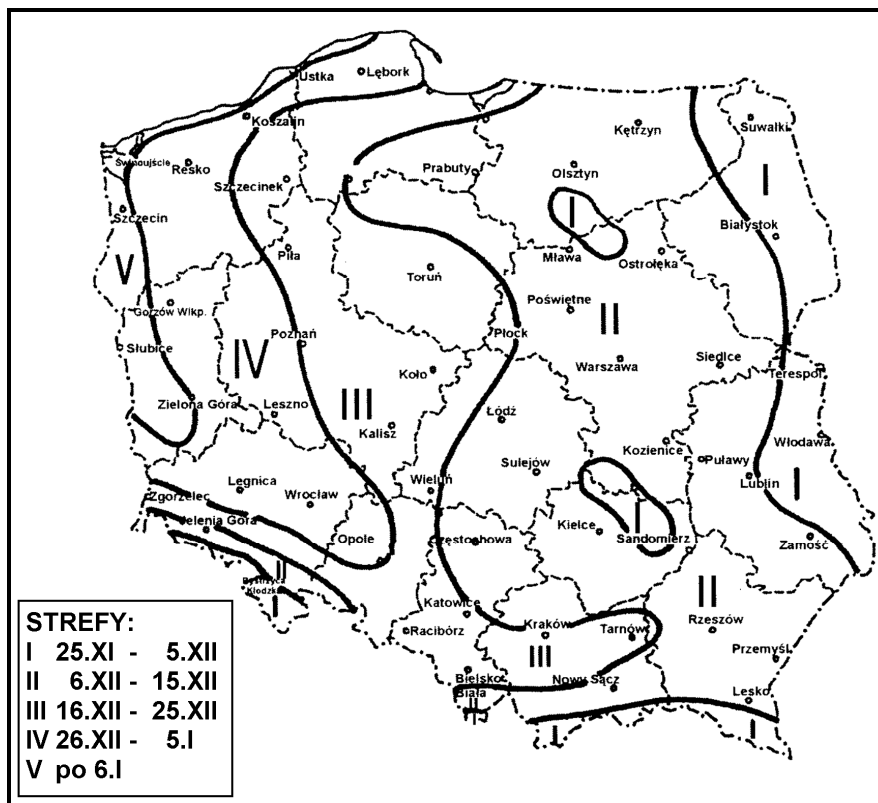 Ustka
Lębork
Koszalin
Kętrzyn
Suwałki
Świnoujście
Resko
Prabuty
Olsztyn
Szczecinek
I
I
Szczecin
Białystok
Mława
Ostrołęka
Piła
V
Toruń
Gorzów Wlkp.
Poświętne
II
Płock
Słubice
Poznań
IV
Warszawa
Siedlce
Koło
Terespol
Zielona Góra
Leszno
III
Łódź
Kalisz
Włodawa
Kozienice
Sulejów
Puławy
Legnica
Wieluń
Lublin
I
Zgorzelec
Wrocław
Jelenia Góra
I
Opole
Częstochowa
Kielce
Sandomierz
Zamość
II
Bystrzyca
Kłodzka
I
II
Katowice
Kraków
Tarnów
Rzeszów
Racibórz
III
Przemyśl
Bielsko
Biała
Nowy Sącz
Lesko
II
I
I
STREFY:
I 25.XI - 5.XII
II 6.XII - 15.XII
III 16.XII - 25.XII
IV 26.XII - 5.I
V po 6.I